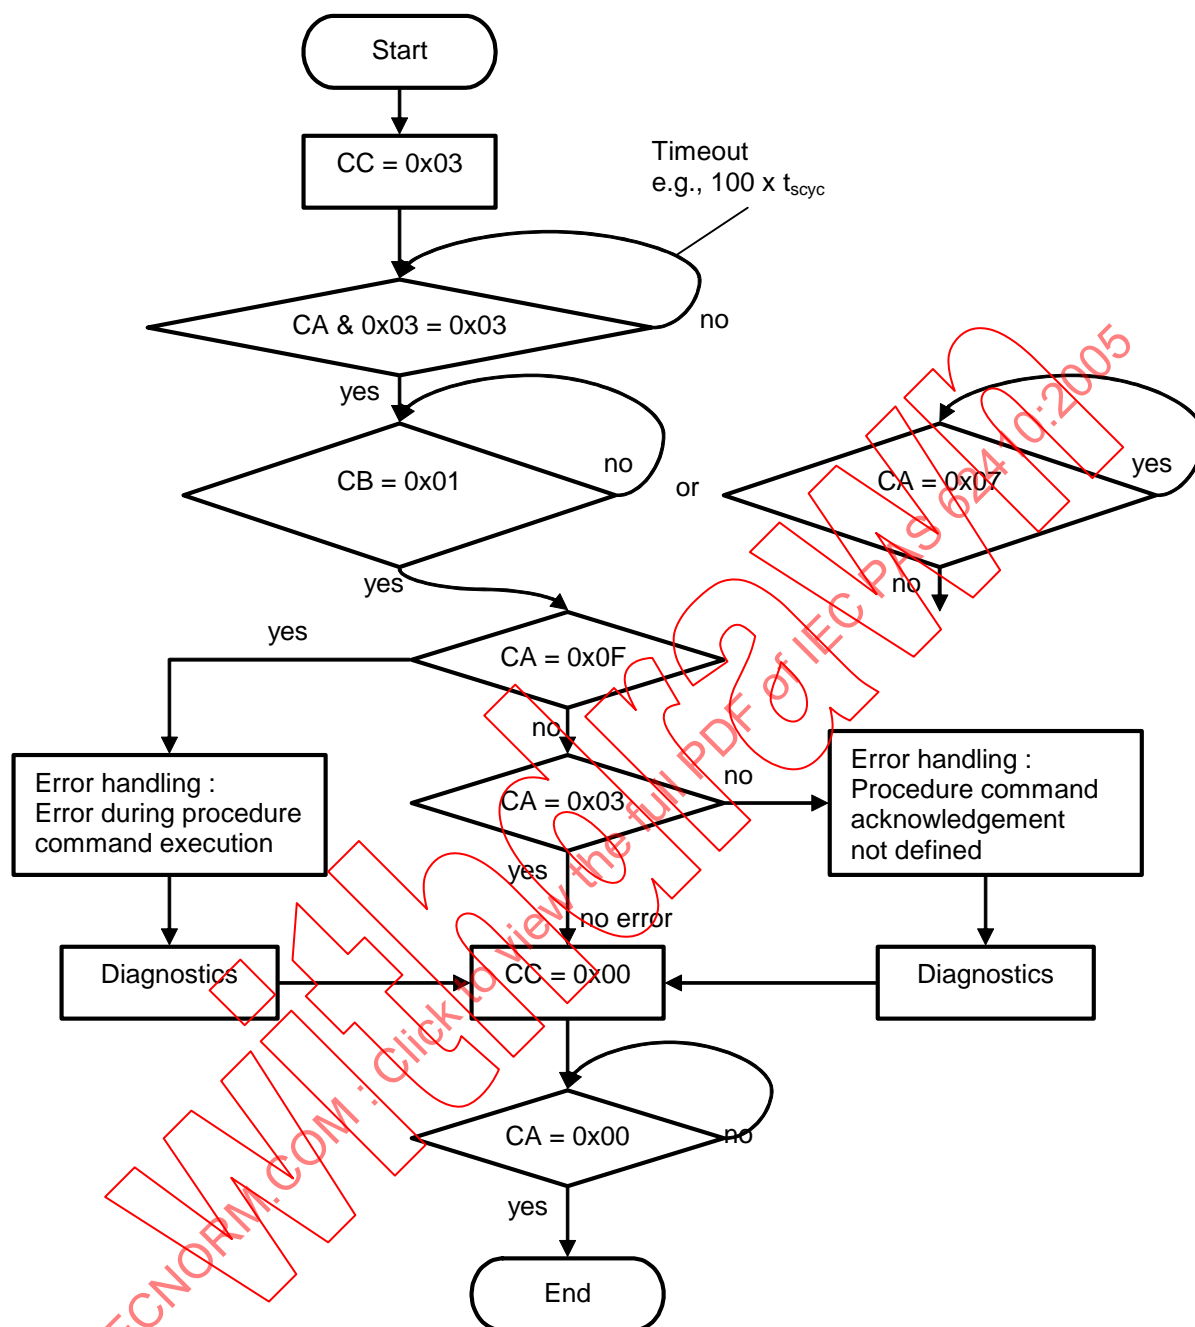 Start
CC = 0x03
Timeout
e.g., 100 x tscyc
CA & 0x03 = 0x03
no
yes
CB = 0x01
no
or
CA = 0x07
yes
yes
no
CA = 0x0F
yes
no
Error handling :
Error during procedure
command execution
CA = 0x03
no
Error handling :
Procedure command
acknowledgement
not defined
yes
no error
Diagnostics
CC = 0x00
Diagnostics
CA = 0x00
no
yes
End
ECNORM.COM : Click to view the full PDF of IEC PAS 62410:2005
Withdrawn